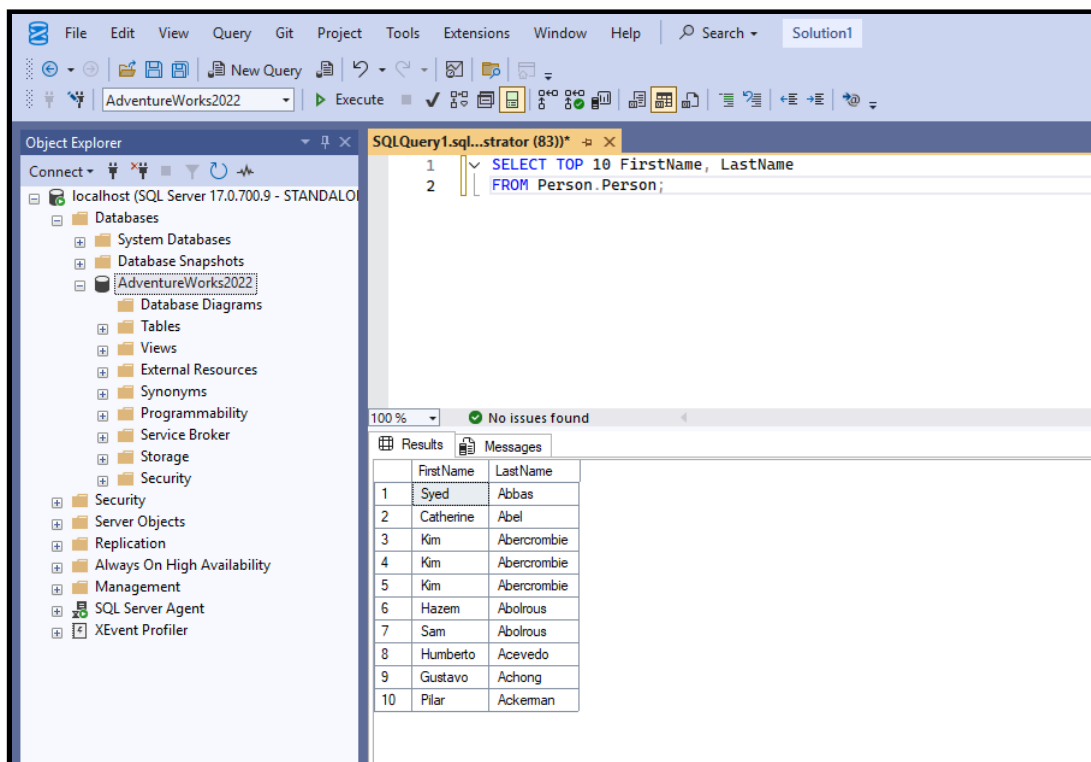 File Edit View Query Git Project Tools Extensions Window Help Search Solution1
New Query
AdventureWorks2022 Execute
Object Explorer
Connect
localhost (SQL Server 17.0.700.9 - STANDALO
Databases
System Databases
Database Snapshots
AdventureWorks2022
Database Diagrams
Tables
Views
External Resources
Synonyms
Programmability
Service Broker
Storage
Security
Security
Server Objects
Replication
Always On High Availability
Management
SQL Server Agent
XEvent Profiler
SQLQuery1.sql...strator (83))*
1 SELECT TOP 10 FirstName, LastName
2 FROM Person.Person;
100 % No issues found
Results Messages
FirstName LastName
1 Syed Abbas
2 Catherine Abel
3 Kim Abercrombie
4 Kim Abercrombie
5 Kim Abercrombie
6 Hazem Abolrous
7 Sam Abolrous
8 Humberto Acevedo
9 Gustavo Achong
10 Pilar Ackerman